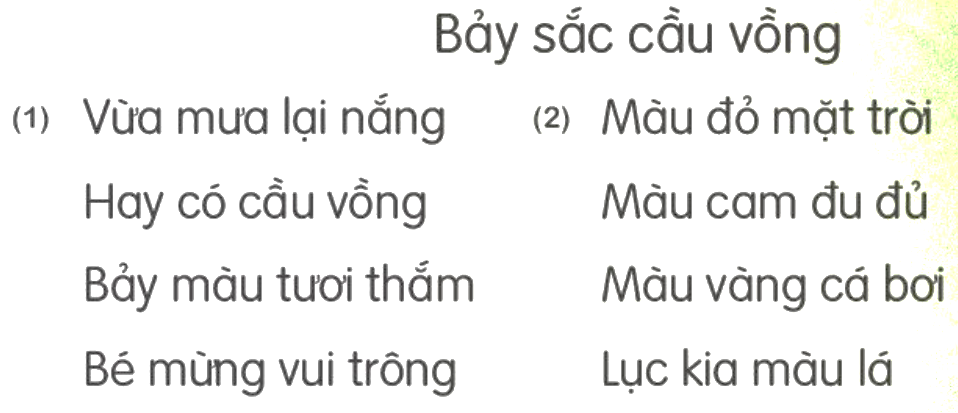 Bảy sắc cầu vồng
(1) Vừa mưa lại nắng
Hay có cầu vồng
Bảy màu tươi thắm
Bé mừng vui trông
(2) Màu đỏ mặt trời
Màu cam đu đủ
Màu vàng cá bơi
Lục kia màu lá